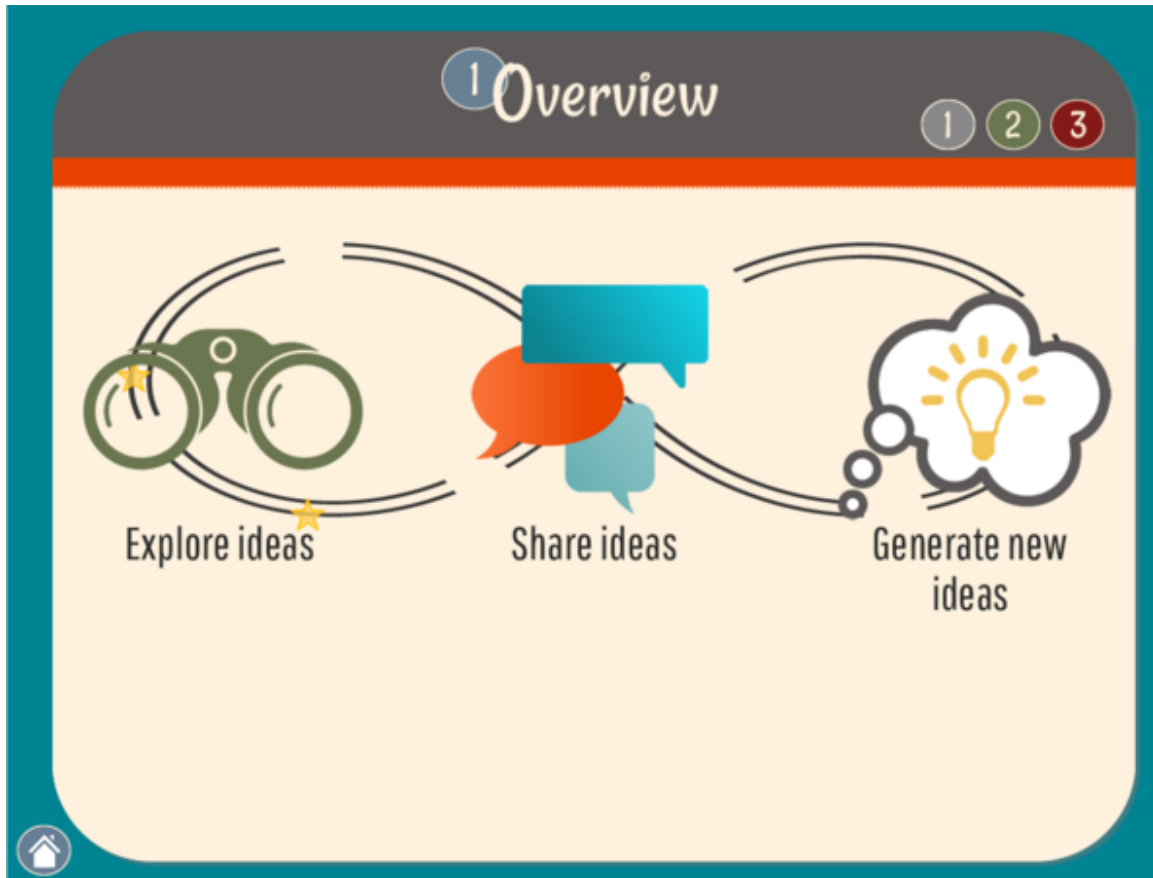 1 Overview
1 2 3
Explore ideas
Share ideas
Generate new
ideas